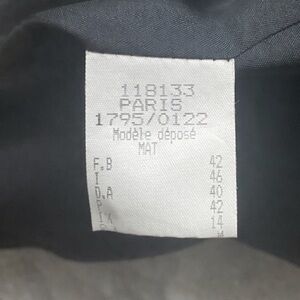 118133
PARIS
1795/0122
Modèle déposé
MAT
F.B 42
I 46
D.A 40
P 42
14